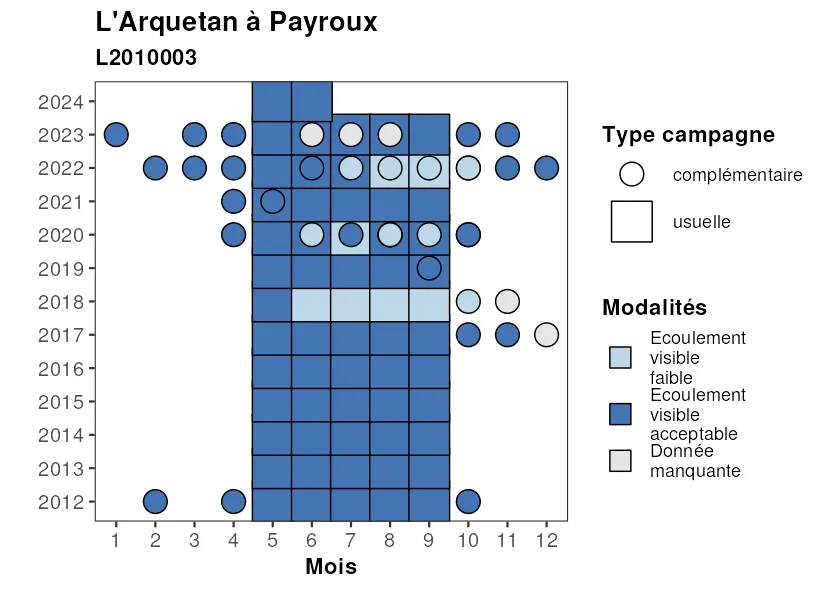 L'Arquetan à Payroux
L2010003
2024
2023
2022
2021
2020
2019
2018
2017
2016
2015
2014
2013
2012
1 2 3 4 5 6 7 8 9 10 11 12
Mois
Type campagne
complémentaire
usuelle
Modalités
Ecoulement
visible
faible
Ecoulement
visible
acceptable
Donnée
manquante